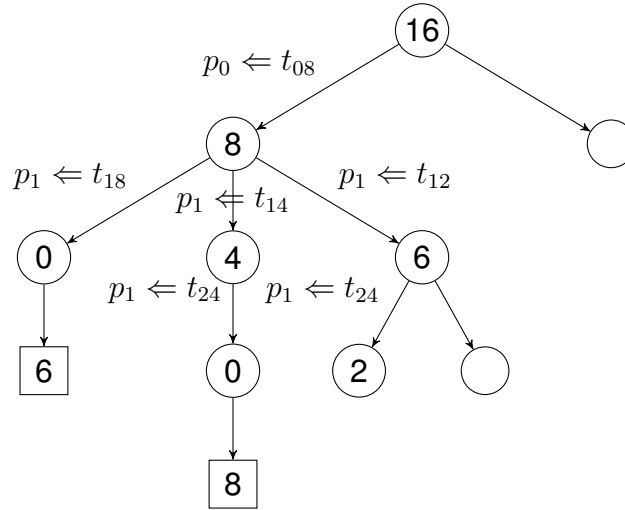 16
p₀ ⇐ t₀₈
8
p₁ ⇐ t₁₈
p₁ ⇐ t₁₄
p₁ ⇐ t₁₂
0
4
6
p₁ ⇐ t₂₄
p₁ ⇐ t₂₄
6
0
2
8